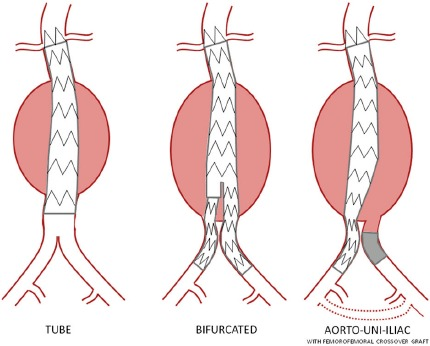 TUBE
BIFURCATED
AORTO-UNI-ILIAC
WITH FEMOROFEMORAL CROSSOVER GRAFT